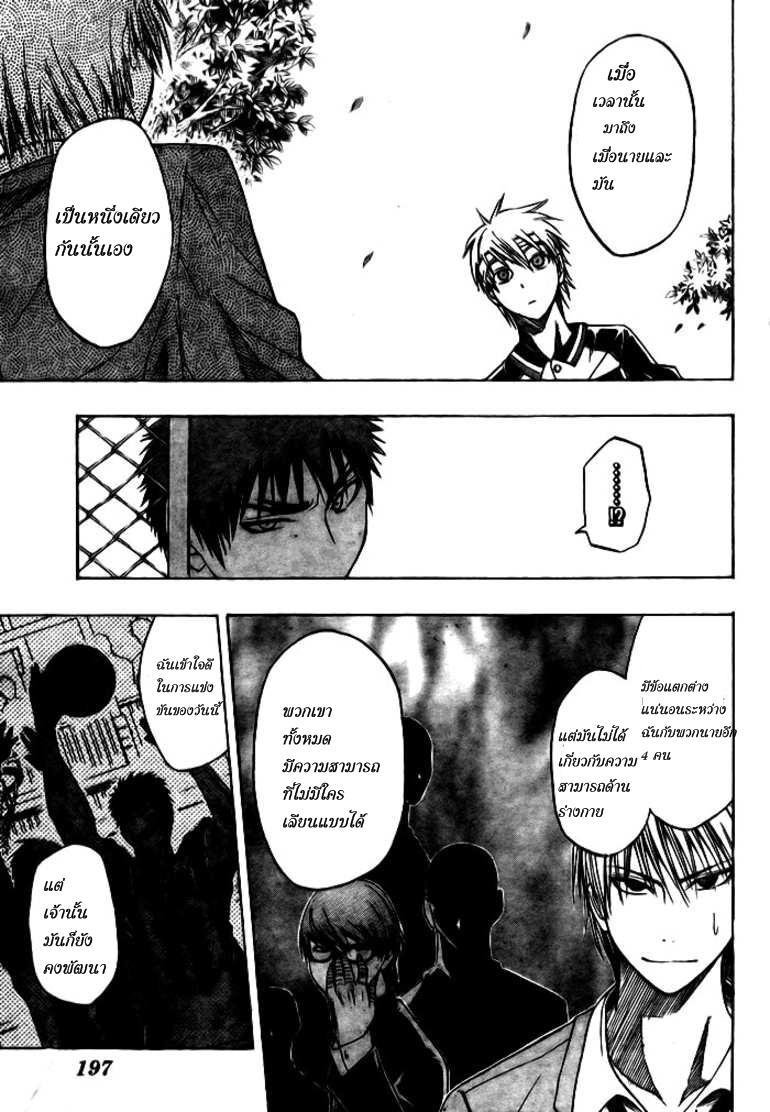 เมื่อ
เวลานั้น
มาถึง
เมื่อนายและ
มัน
เป็นหนึ่งเดียว
กันนั้นเอง
.......!?
มีข้อแตกต่าง
แน่นอนระหว่าง
ฉันกับพวกนายอีก
4 คน
แต่มันไม่ได้
เกี่ยวกับความ
สามารถด้าน
ร่างกาย
พวกเขา
ทั้งหมด
มีความสามารถ
ที่ไม่มีใคร
เลียนแบบได้
ฉันเข้าใจดี
ในการแข่ง
ขันของวันนี้
แต่
เจ้านั้น
มันก็ยัง
คงพัฒนา
197